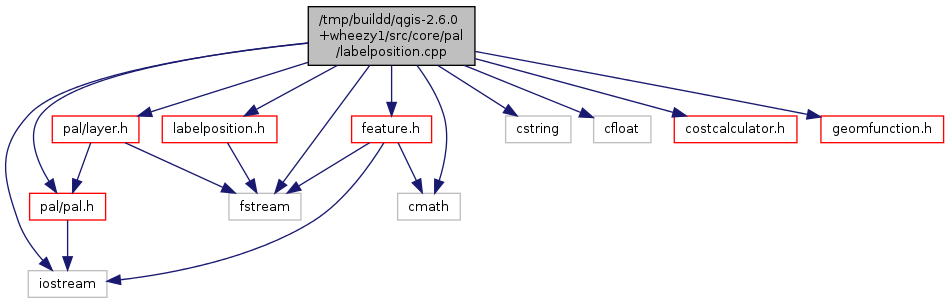 /tmp/buildd/qgis-2.6.0
+wheezy1/src/core/pal
/labelposition.cpp
pal/layer.h
labelposition.h
feature.h
cstring
cfloat
costcalculator.h
geomfunction.h
pal/pal.h
fstream
cmath
iostream